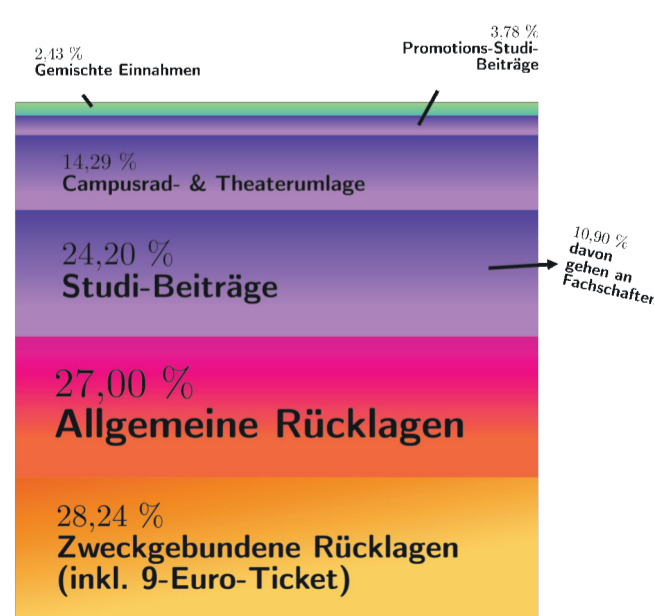 2,43 %
Gemischte Einnahmen
3,78 %
Promotions-Studi-
Beiträge
14,29 %
Campusrad- & Theaterumlage
24,20 %
Studi-Beiträge
10,90 %
davon
gehen an
Fachschafter
27,00 %
Allgemeine Rücklagen
28,24 %
Zweckgebundene Rücklagen
(inkl. 9-Euro-Ticket)